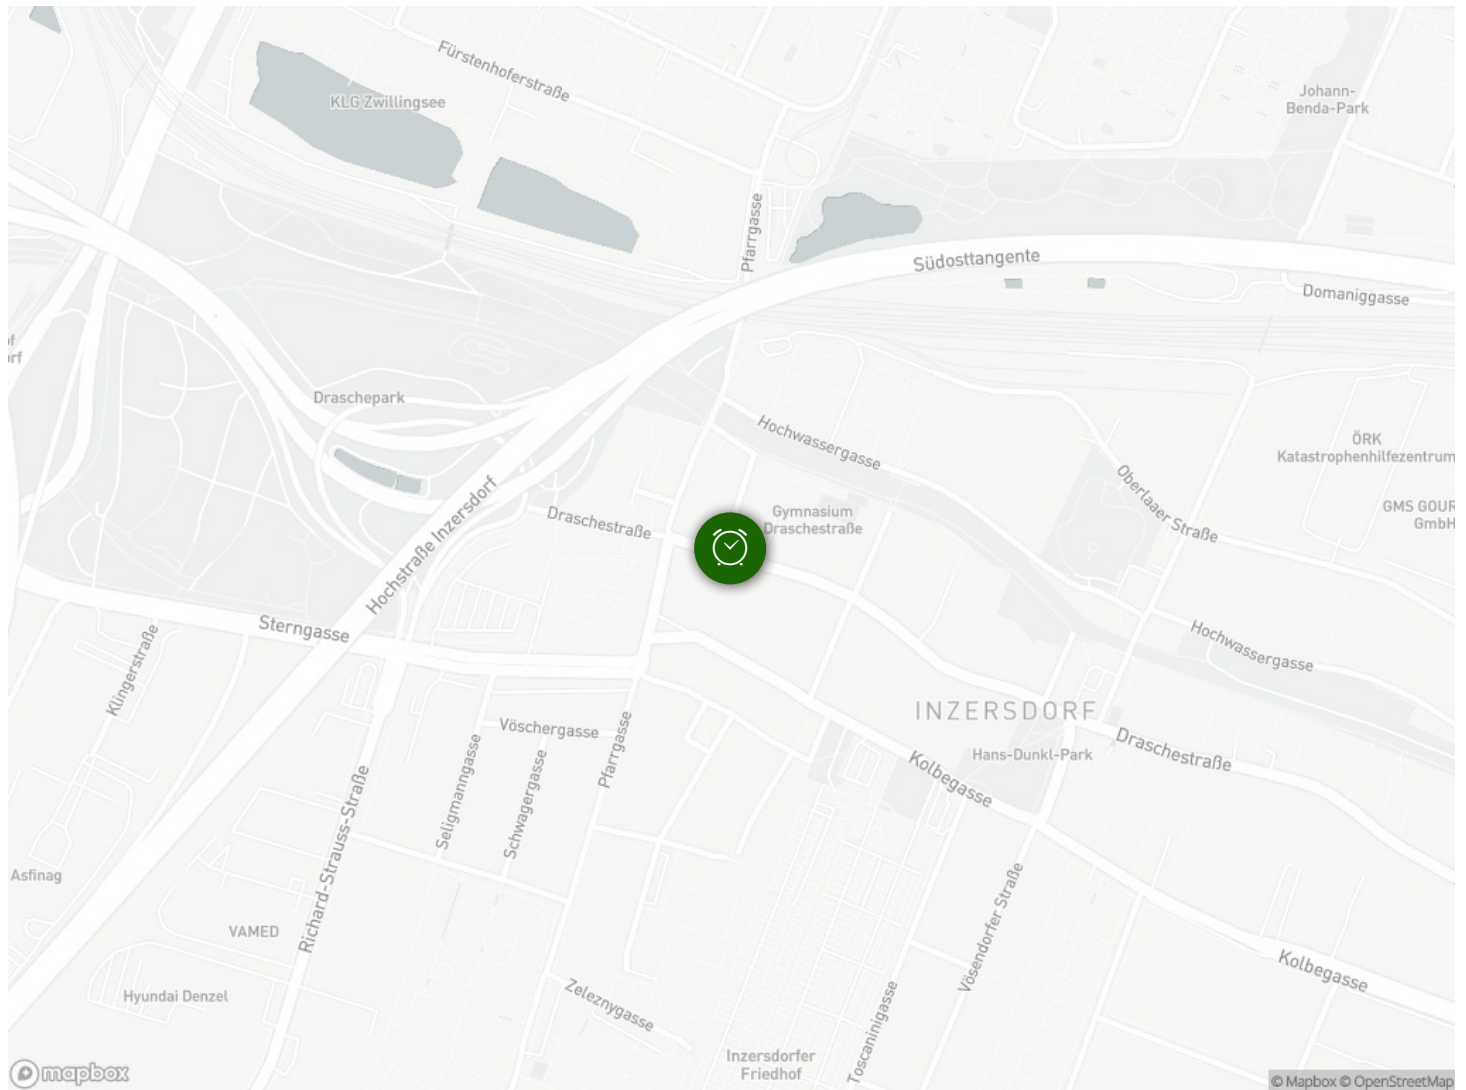 Fürstenhoferstraße
KLG Zwillingsee
Johann-
Benda-Park
Pfarrgasse
Südosttangente
Domaniggasse
Draschepark
Hochwassergasse
ÖRK
Katastrophenhilfezentrum
Oberlaaer Straße
GMS GOUR
GmbH
Hochstraße Inzersdorf
Draschestraße
Gymnasium
Draschestraße
Sterngasse
Klingerstraße
Hochwassergasse
INZERSDORF
Vöschergasse
Pfarrgasse
Hans-Dunkl-Park
Draschestraße
Kolbegasse
Seligmanngasse
Schwagergasse
Richard-Strauss-Straße
Asfinag
VAMED
Vösendorfer Straße
Kolbegasse
Hyundai Denzel
Zeleznygasse
Toscaninigasse
Inzersdorfer
Friedhof
mapbox
© Mapbox © OpenStreetMap